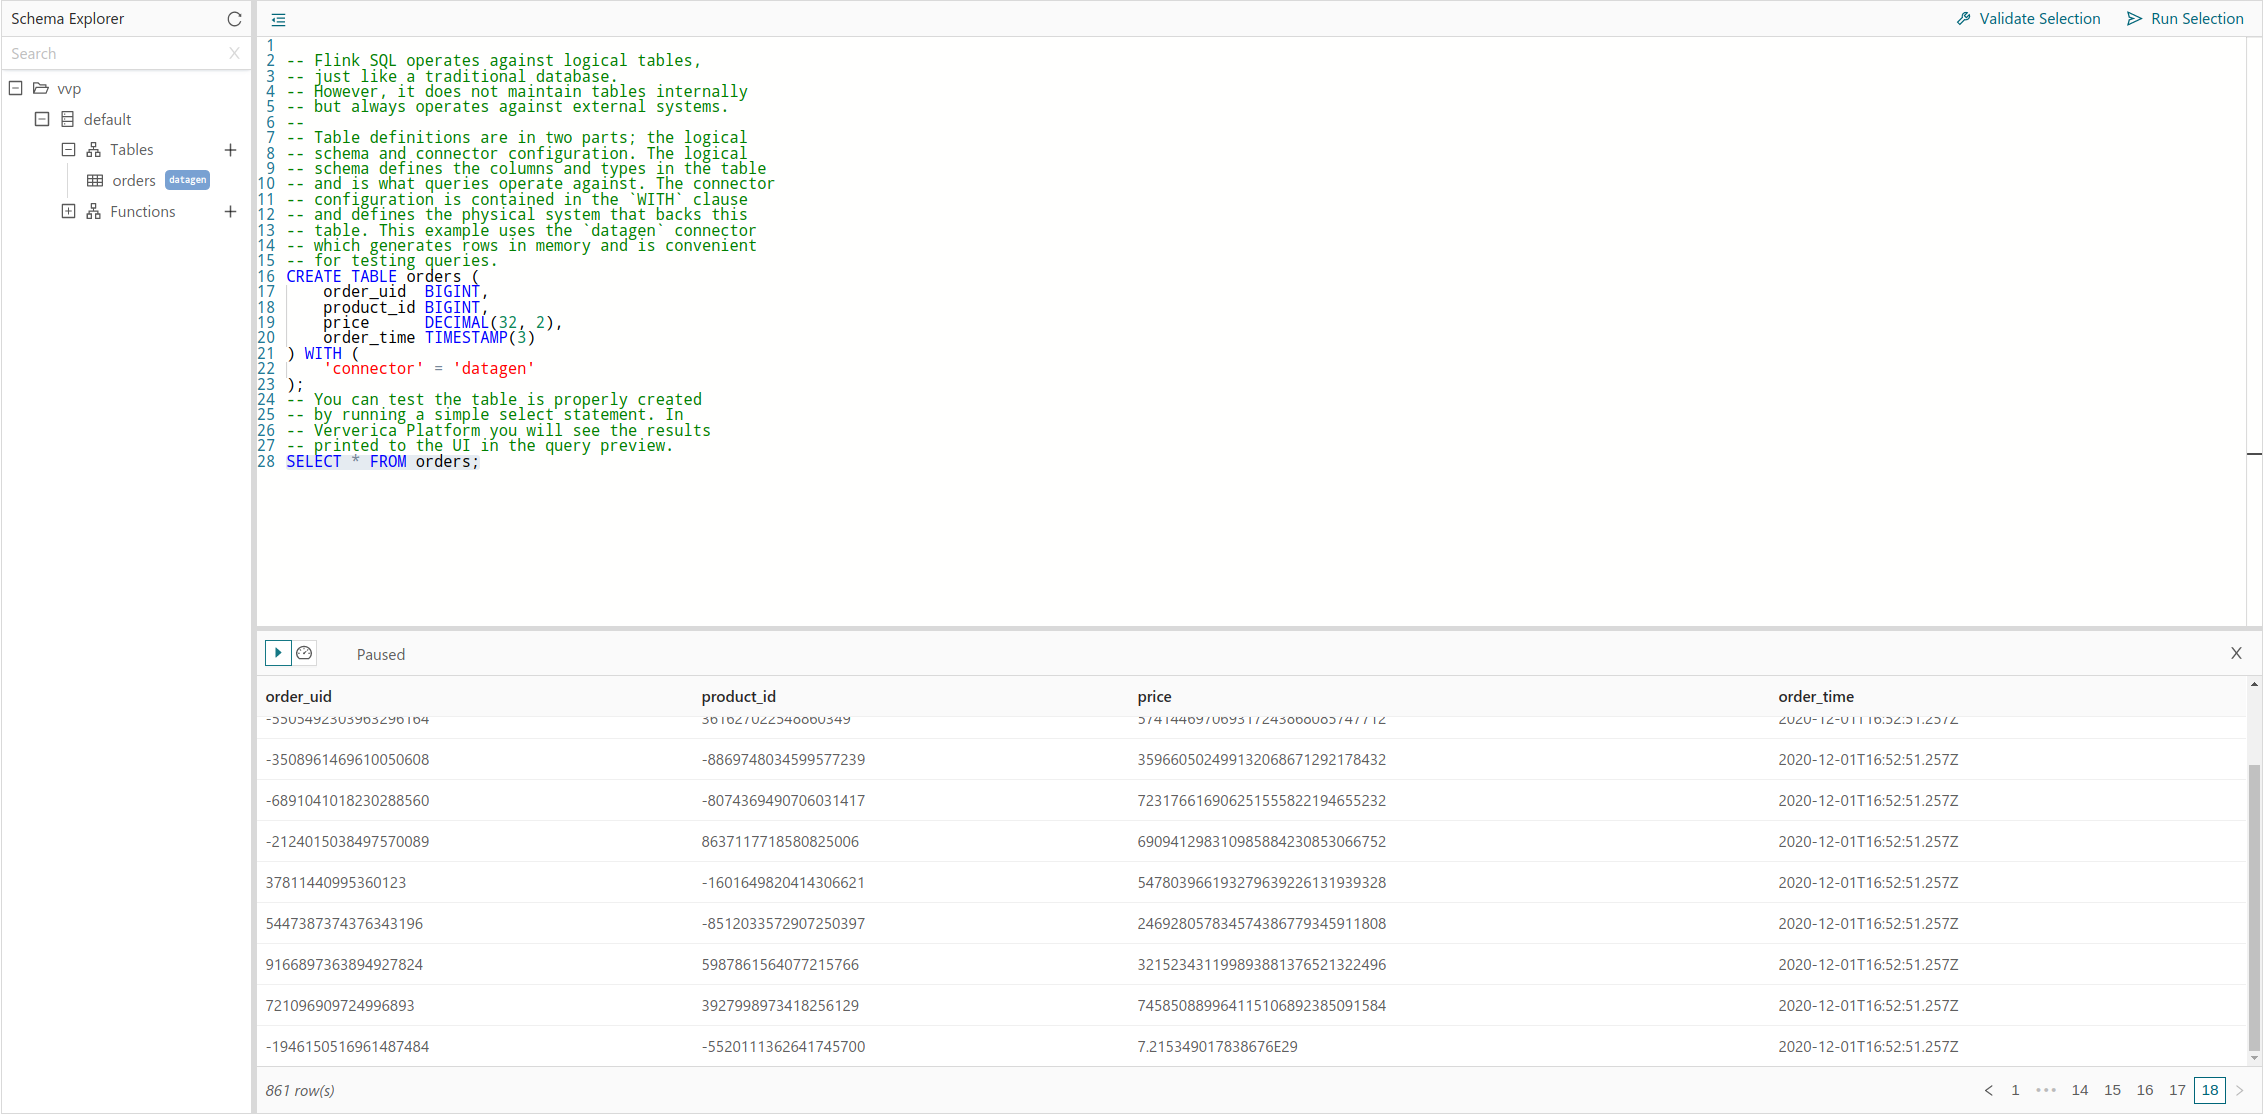 Schema Explorer
Search
vvp
default
Tables
orders datagen
Functions
Validate Selection Run Selection
1
2 -- Flink SQL operates against logical tables,
3 -- just like a traditional database.
4 -- However, it does not maintain tables internally
5 -- but always operates against external systems.
6 --
7 -- Table definitions are in two parts; the logical
8 -- schema and connector configuration. The logical
9 -- schema defines the columns and types in the table
10 -- and is what queries operate against. The connector
11 -- configuration is contained in the `WITH` clause
12 -- and defines the physical system that backs this
13 -- table. This example uses the `datagen` connector
14 -- which generates rows in memory and is convenient
15 -- for testing queries.
16 CREATE TABLE orders (
17     order_uid  BIGINT,
18     product_id BIGINT,
19     price      DECIMAL(32, 2),
20     order_time TIMESTAMP(3)
21 ) WITH (
22     'connector' = 'datagen'
23 );
24 -- You can test the table is properly created
25 -- by running a simple select statement. In
26 -- Ververica Platform you will see the results
27 -- printed to the UI in the query preview.
28 SELECT * FROM orders;
Paused X
order_uid product_id price order_time
-5505492303963296164 361627022548860349 574144697069317243868085747712 2020-12-01T16:52:51.257Z
-3508961469610050608 -8869748034599577239 359660502499132068671292178432 2020-12-01T16:52:51.257Z
-6891041018230288560 -8074369490706031417 723176616906251555822194655232 2020-12-01T16:52:51.257Z
-2124015038497570089 8637117718580825006 690941298310985884230853066752 2020-12-01T16:52:51.257Z
37811440995360123 -1601649820414306621 547803966193279639226131939328 2020-12-01T16:52:51.257Z
5447387374376343196 -8512033572907250397 246928057834574386779345911808 2020-12-01T16:52:51.257Z
9166897363894927824 5987861564077215766 321523431199893881376521322496 2020-12-01T16:52:51.257Z
721096909724996893 3927998973418256129 745850889964115106892385091584 2020-12-01T16:52:51.257Z
-1946150516961487484 -5520111362641745700 7.215349017838676E29 2020-12-01T16:52:51.257Z
861 row(s) < 1 ••• 14 15 16 17 18 >